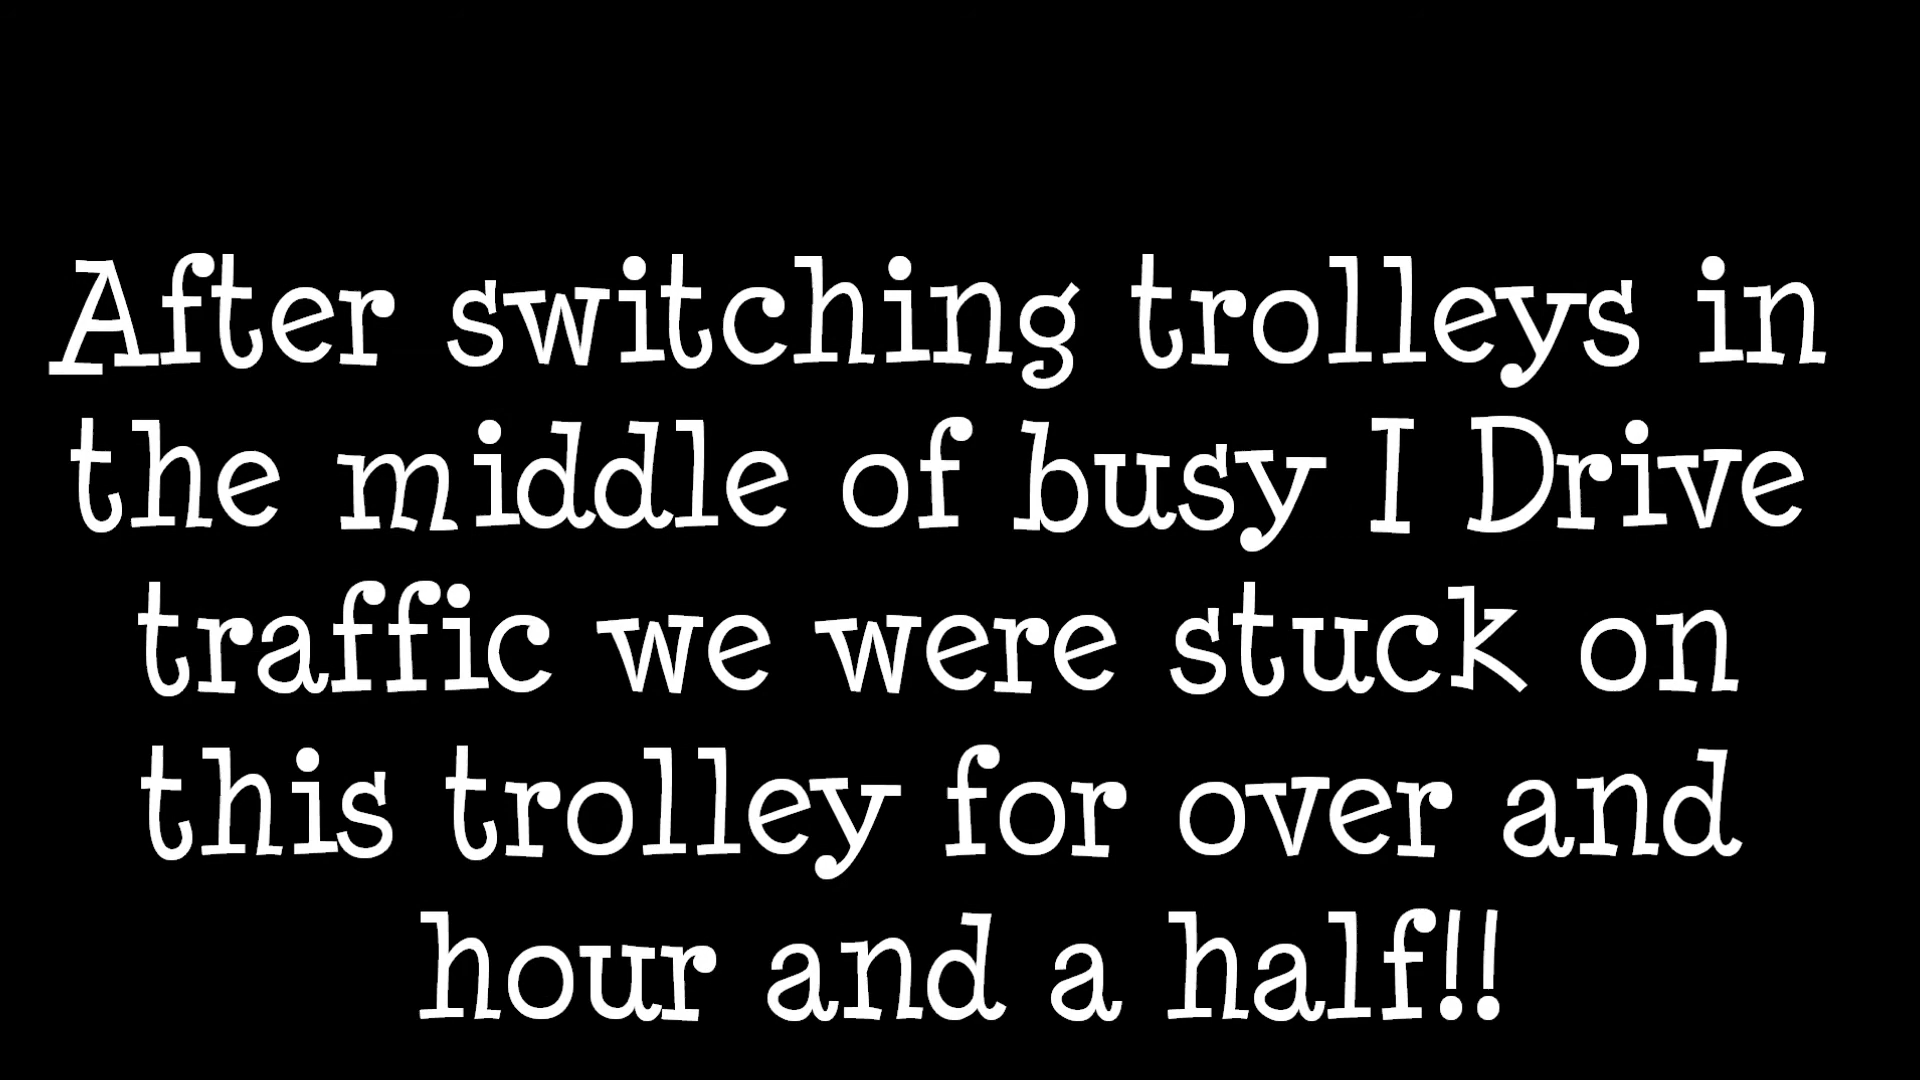 After switching trolleys in
the middle of busy I Drive
traffic we were stuck on
this trolley for over and
hour and a half!!